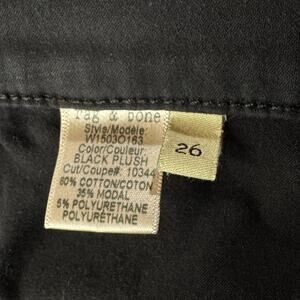 rag & bone
Style/Modèle:
W1503O163
Color/Couleur:
BLACK PLUSH
Cut/Coupe#: 10344
60% COTTON/COTON
35% MODAL
5% POLYURETHANE
POLYURETHANE
26